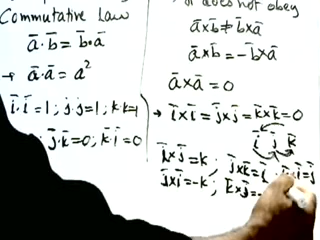 Commutative Law
a̅ · b̅ = b̅ · a̅
→ a̅ · a̅ = a²
i̅ · i̅ = 1 ; j̅ · j̅ = 1 ; k̅ · k̅ = 1
j̅ · k̅ = 0 ; k̅ · i̅ = 0
does not obey
a̅ × b̅ ≠ b̅ × a̅
a̅ × b̅ = - b̅ × a̅
a̅ × a̅ = 0
→ i̅ × i̅ = j̅ × j̅ = k̅ × k̅ = 0
i̅ j̅ k̅
i̅ × j̅ = k ; j̅ × k̅ = i̅
j̅ × i̅ = -k ; k̅ × j̅ = -